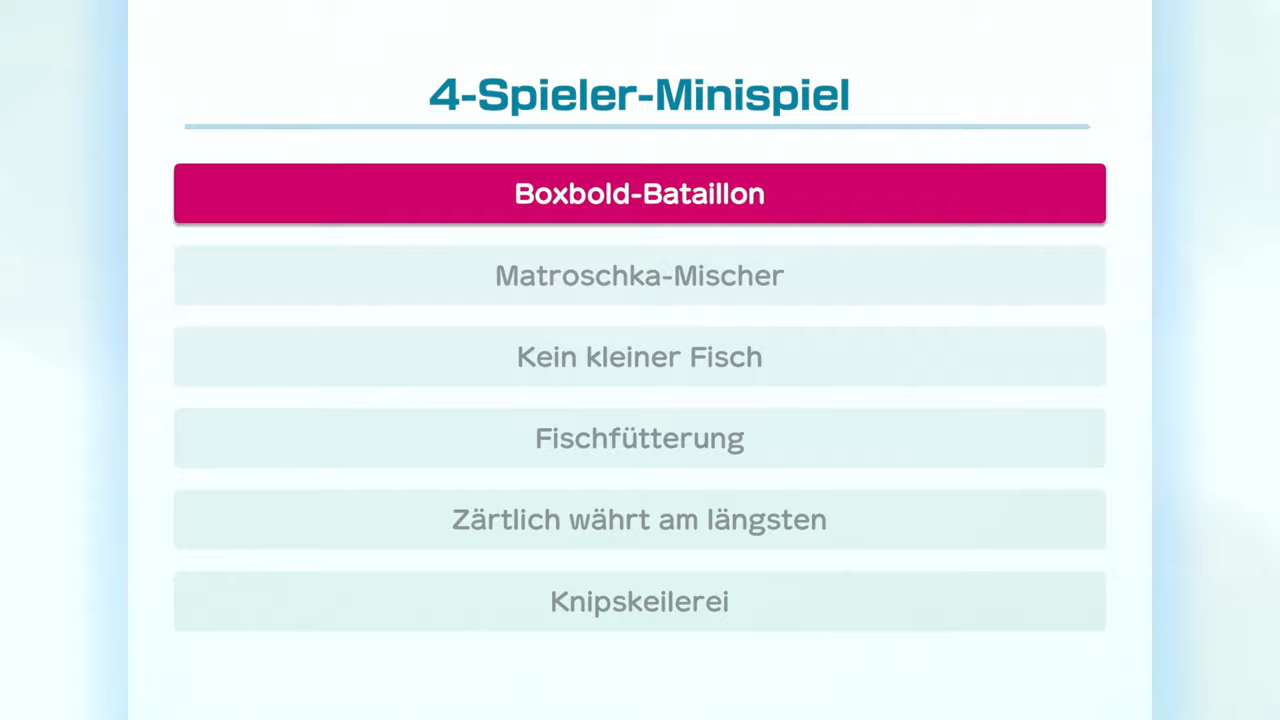 4-Spieler-Minispiel
Boxbold-Bataillon
Matroschka-Mischer
Kein kleiner Fisch
Fischfütterung
Zärtlich währt am längsten
Knipskeilerei